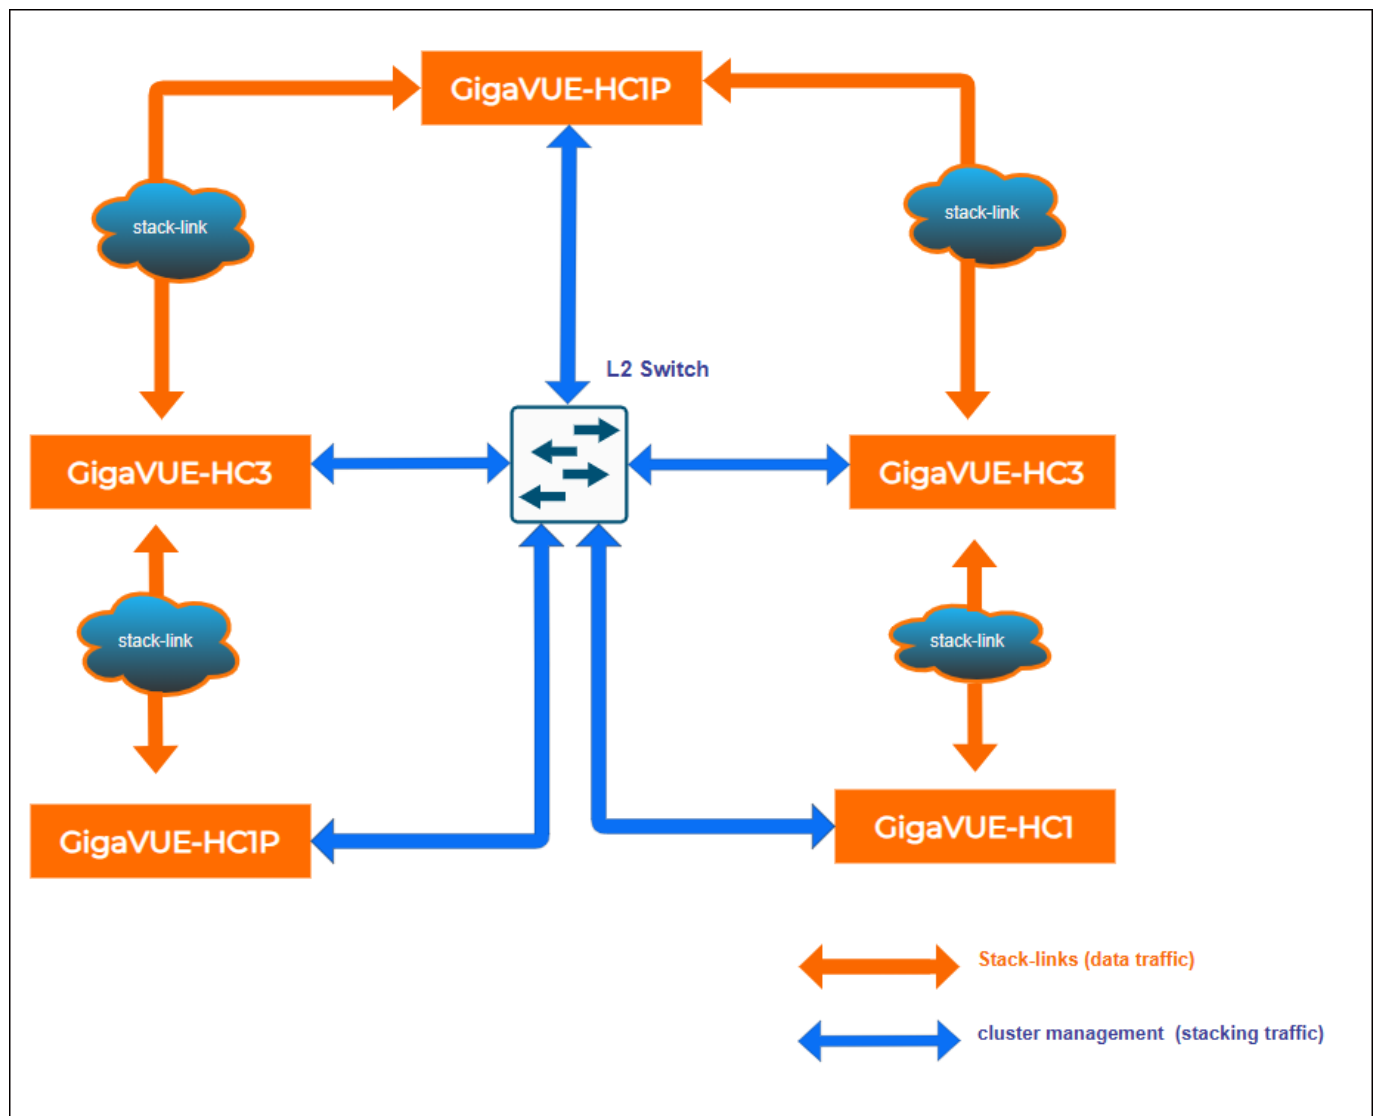 GigaVUE-HC1P
stack-link
stack-link
L2 Switch
GigaVUE-HC3
GigaVUE-HC3
stack-link
stack-link
GigaVUE-HC1P
GigaVUE-HC1
Stack-links (data traffic)
cluster management (stacking traffic)